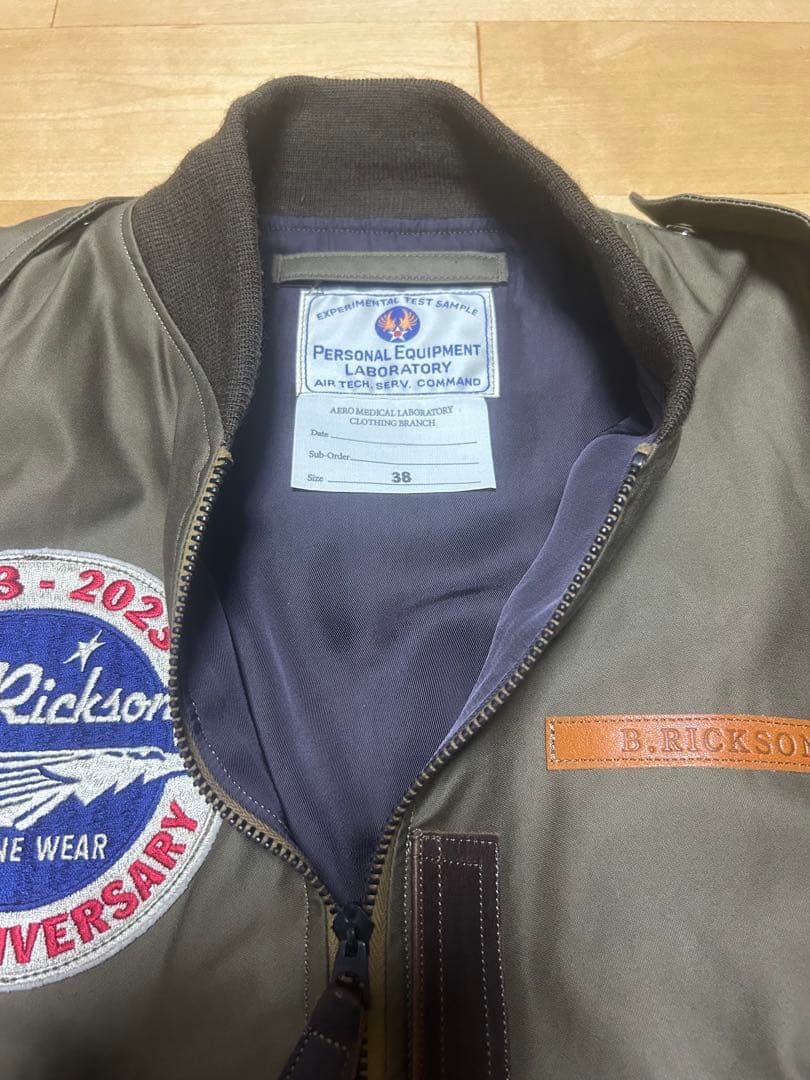 EXPERIMENTAL TEST SAMPLE
PERSONAL EQUIPMENT
LABORATORY
AIR TECH. SERV. COMMAND
AERO MEDICAL LABORATORY
CLOTHING BRANCH
Date
Sub-Order
Size 38
3 - 2023
Rickson
NE WEAR
IVERSARY
B.RICKSON